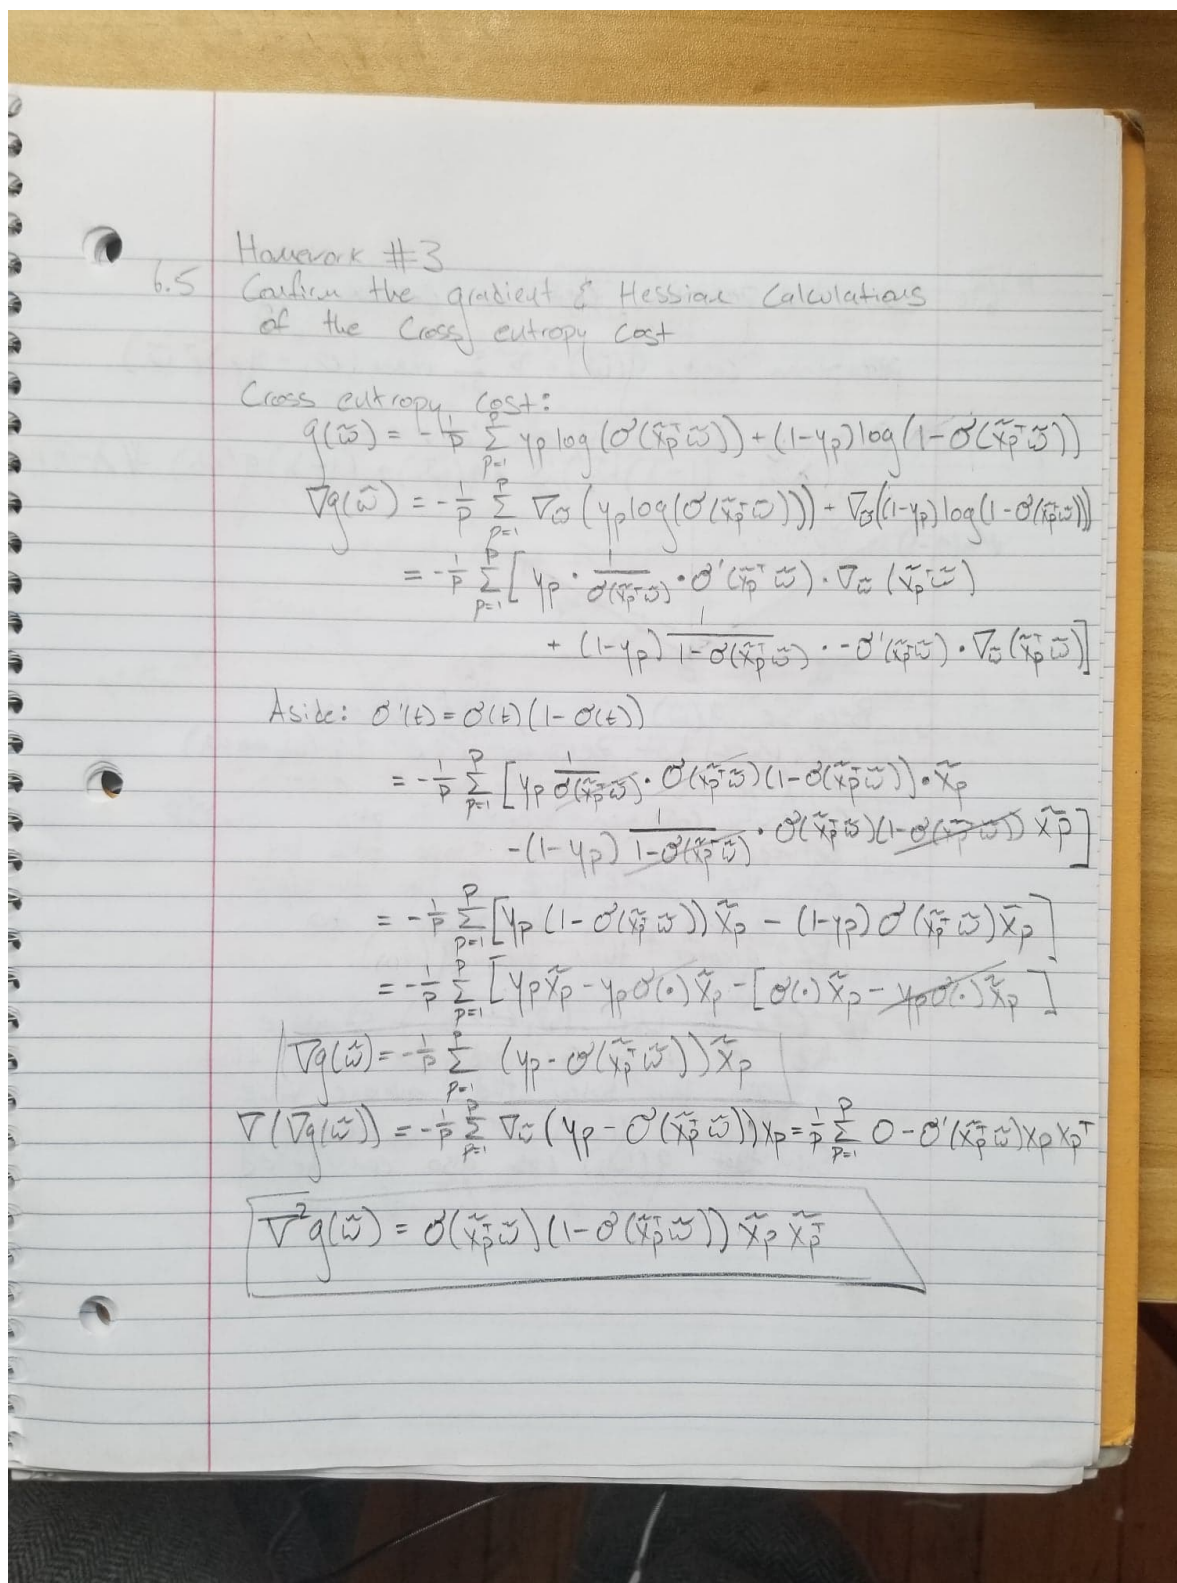 Homework #3
6.5 Confirm the gradient & Hessian Calculations
of the Cross entropy Cost
Cross entropy cost:
g(w̃) = -1/P Σ_{p=1}^{P} y_p log(σ(x̃_p^T w̃)) + (1-y_p) log(1-σ(x̃_p^T w̃))
∇g(w̃) = -1/P Σ_{p=1}^{P} ∇_w̃ (y_p log(σ(x̃_p^T w̃))) + ∇_w̃((1-y_p) log(1-σ(x̃_p^T w̃)))
= -1/P Σ_{p=1}^{P} [ y_p · 1/σ(x̃_p^T w̃) · σ'(x̃_p^T w̃) · ∇_w̃ (x̃_p^T w̃)
+ (1-y_p) 1/(1-σ(x̃_p^T w̃)) · -σ'(x̃_p^T w̃) · ∇_w̃(x̃_p^T w̃)]
Aside: σ'(t) = σ(t)(1-σ(t))
= -1/P Σ_{p=1}^{P} [y_p 1/σ(x̃_p^T w̃) · σ(x̃_p^T w̃)(1-σ(x̃_p^T w̃)) · x̃_p
-(1-y_p) 1/(1-σ(x̃_p^T w̃)) · σ(x̃_p^T w̃)(1-σ(x̃_p^T w̃)) x̃_p]
= -1/P Σ_{p=1}^{P} [y_p (1-σ(x̃_p^T w̃)) x̃_p - (1-y_p) σ(x̃_p^T w̃) x̃_p]
= -1/P Σ_{p=1}^{P} [y_p x̃_p - y_p σ(·) x̃_p - [σ(·) x̃_p - y_p σ(·) x̃_p ]
∇g(w̃) = -1/P Σ_{p=1}^{P} (y_p - σ(x̃_p^T w̃)) x̃_p
∇(∇g(w̃)) = -1/P Σ_{p=1}^{P} ∇_w̃ (y_p - σ(x̃_p^T w̃)) x_p = 1/P Σ_{p=1}^{P} 0 - σ'(x̃_p^T w̃) x_p x_p^T
∇²g(w̃) = σ(x̃_p^T w̃)(1-σ(x̃_p^T w̃)) x̃_p x̃_p^T